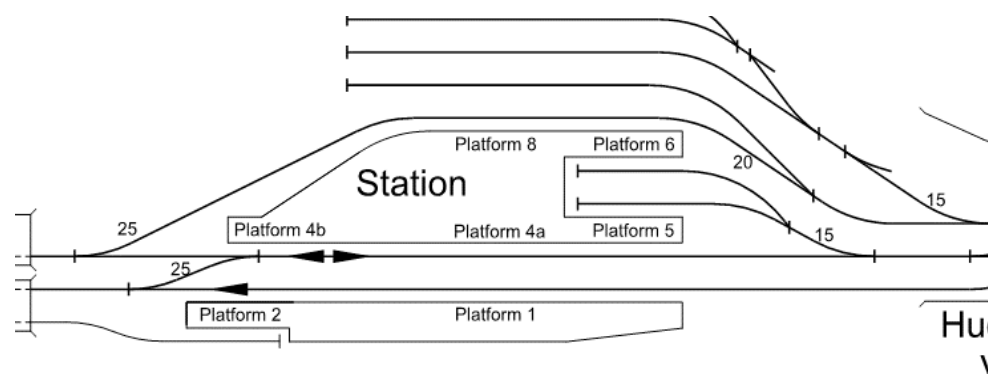 Platform 8
Platform 6
20
Station
15
25
Platform 4b
Platform 4a
Platform 5
15
25
Platform 2
Platform 1